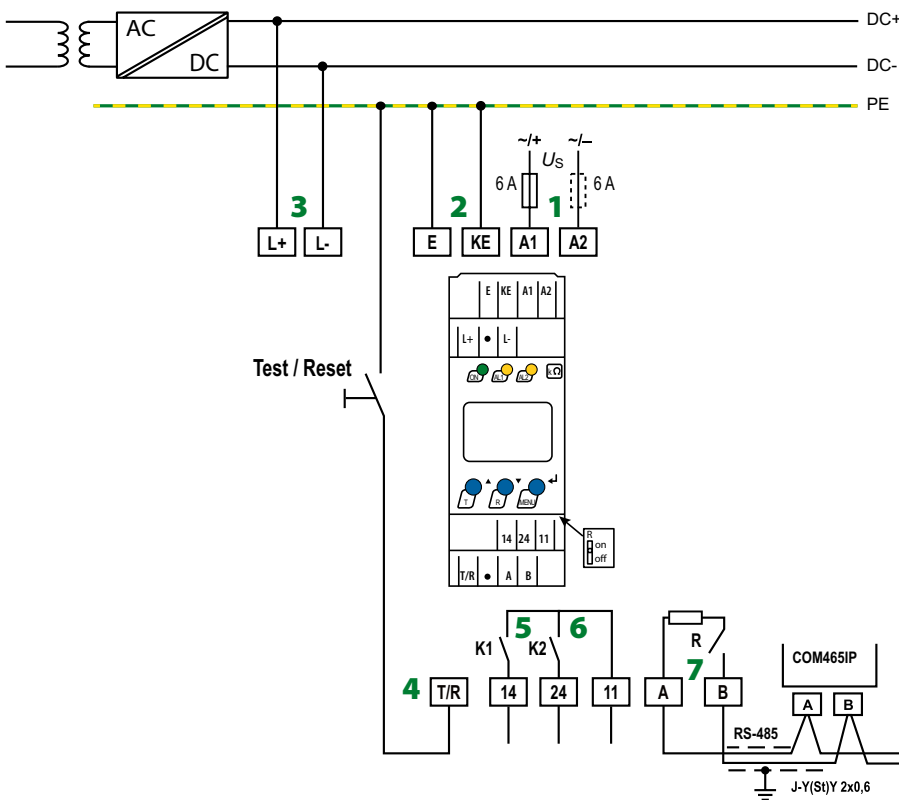 AC
DC
DC+
DC-
PE
~/+
~/–
US
6 A
6 A
3
2
1
L+
L-
E
KE
A1
A2
E KE A1 A2
L+ L-
Test / Reset
ON AL1 AL2 kΩ
T R MENU
R
on
off
14 24 11
T/R A B
5
6
K1
K2
R
7
COM465IP
4
T/R
14
24
11
A
B
A
B
RS-485
J-Y(St)Y 2x0,6